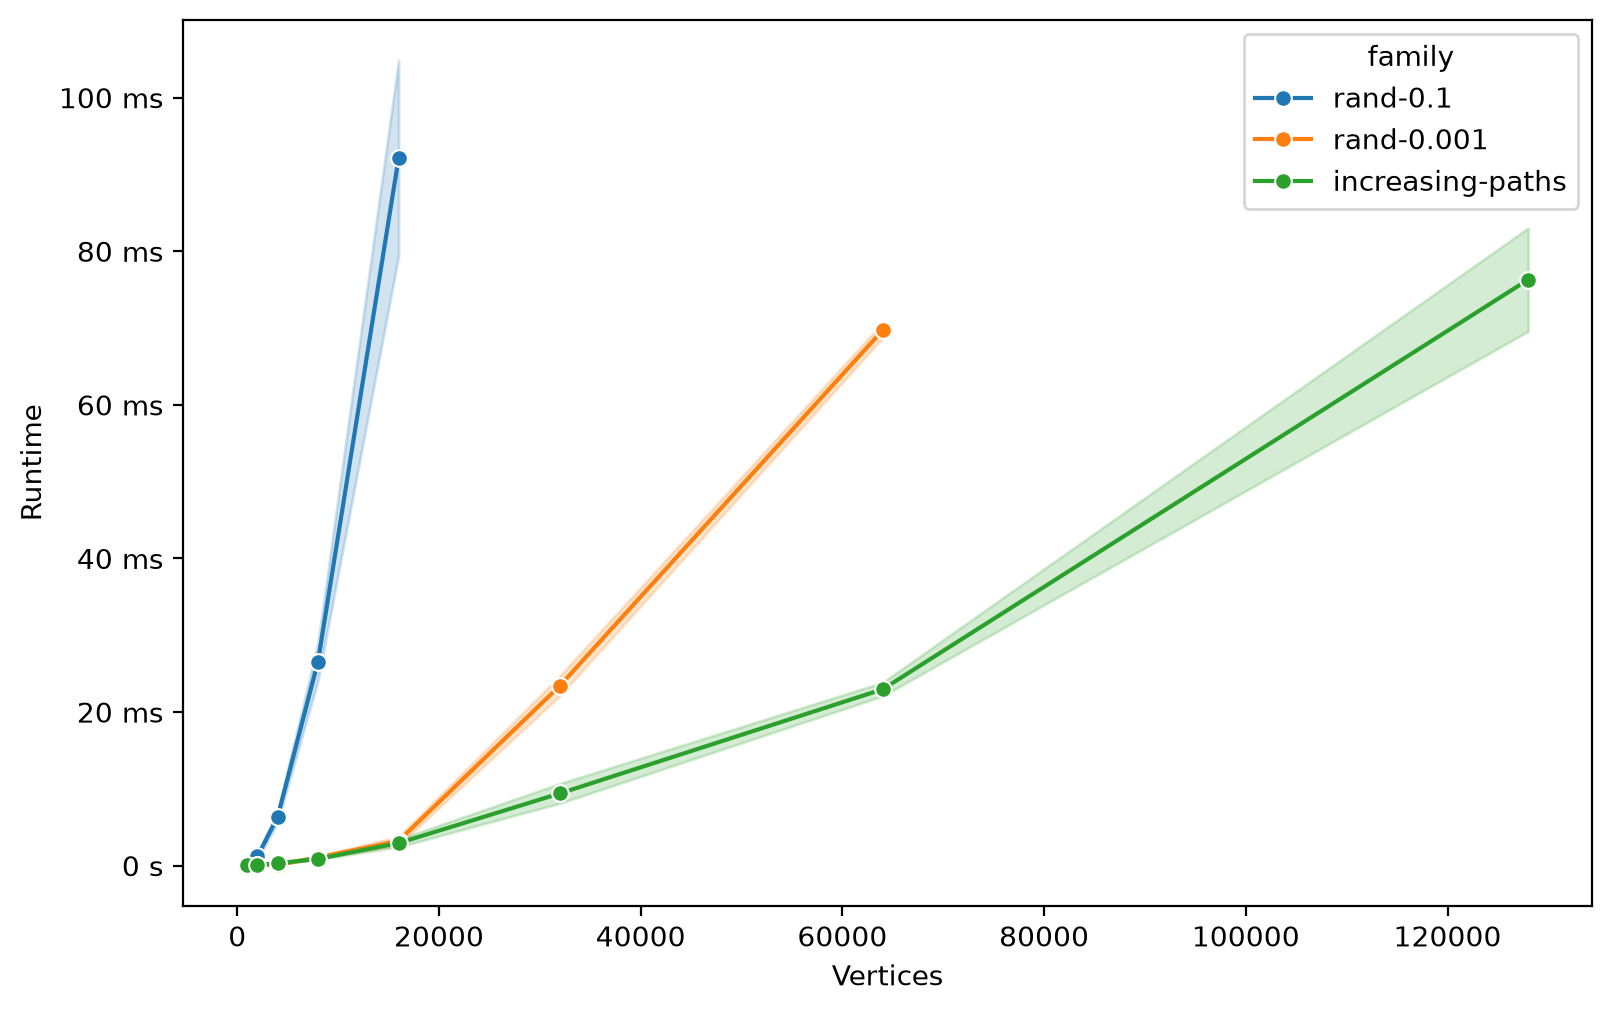 family
rand-0.1
rand-0.001
increasing-paths
100 ms
80 ms
60 ms
40 ms
20 ms
0 s
Runtime
0 20000 40000 60000 80000 100000 120000
Vertices